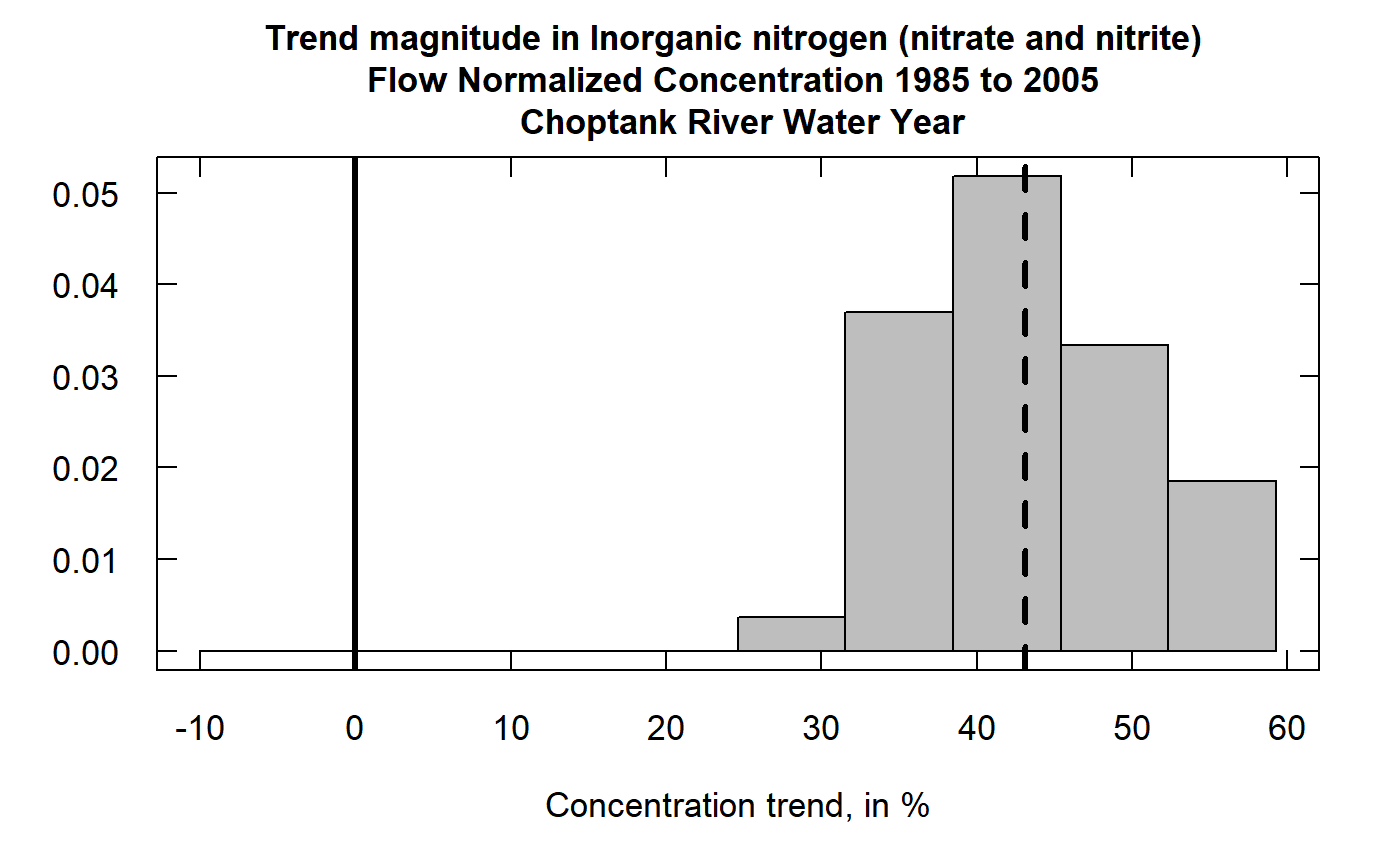 Trend magnitude in Inorganic nitrogen (nitrate and nitrite)
Flow Normalized Concentration 1985 to 2005
Choptank River Water Year
0.05
0.04
0.03
0.02
0.01
0.00
-10 0 10 20 30 40 50 60
Concentration trend, in %